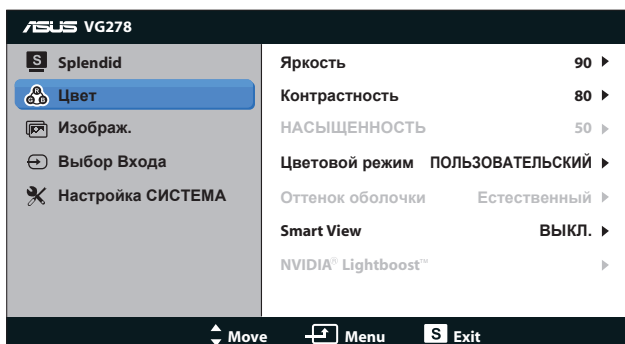 ASUS VG278
S Splendid
Цвет
Изображ.
Выбор Входа
Настройка СИСТЕМА
Яркость 90
Контрастность 80
НАСЫЩЕННОСТЬ 50
Цветовой режим ПОЛЬЗОВАТЕЛЬСКИЙ
Оттенок оболочки Естественный
Smart View ВЫКЛ.
NVIDIA® Lightboost™
Move Menu S Exit